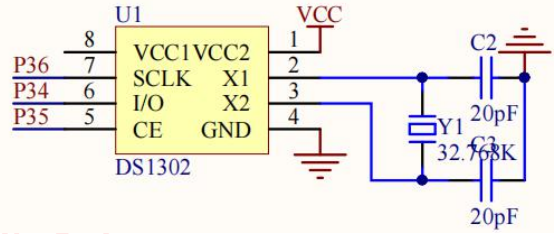 U1
VCC
C2
8 VCC1 VCC2 1
P36 7 SCLK X1 2
P34 6 I/O X2 3
P35 5 CE GND 4
20pF
Y1
C3
32.768K
DS1302
20pF